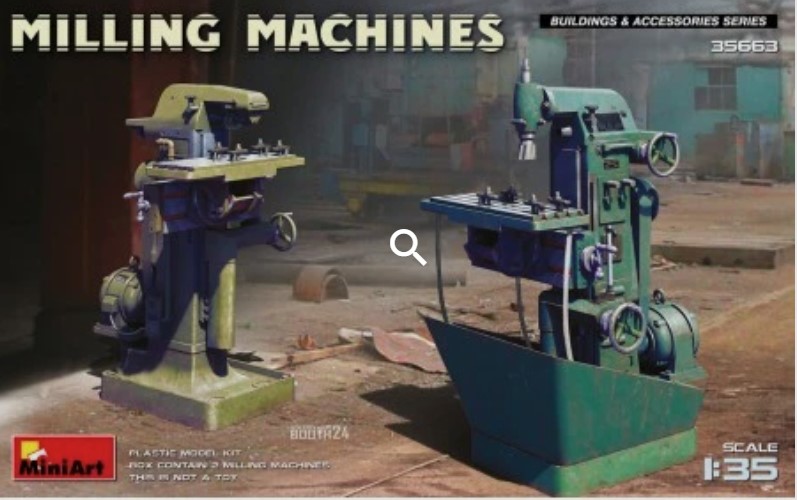 MILLING MACHINES
BUILDINGS & ACCESSORIES SERIES
35663
BOOTH24
MiniArt
PLASTIC MODEL KIT
BOX CONTAIN 2 MILLING MACHINES
THIS IS NOT A TOY
SCALE
1:35